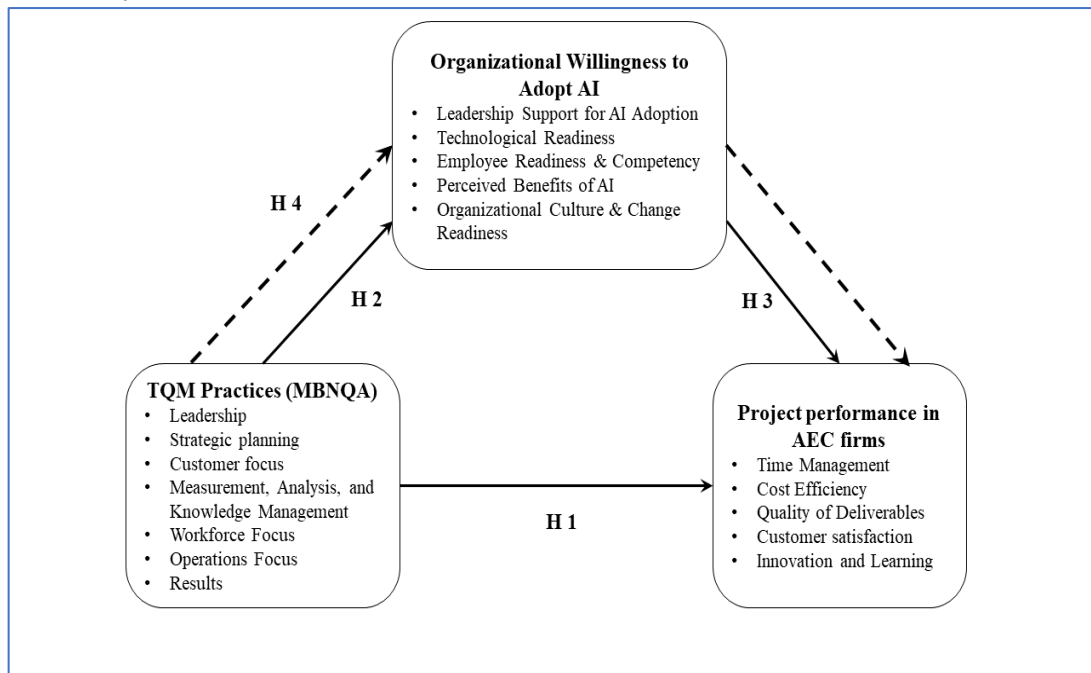 Organizational Willingness to
Adopt AI
• Leadership Support for AI Adoption
• Technological Readiness
• Employee Readiness & Competency
• Perceived Benefits of AI
• Organizational Culture & Change
Readiness
H 4
H 2
H 3
TQM Practices (MBNQA)
• Leadership
• Strategic planning
• Customer focus
• Measurement, Analysis, and
Knowledge Management
• Workforce Focus
• Operations Focus
• Results
H 1
Project performance in
AEC firms
• Time Management
• Cost Efficiency
• Quality of Deliverables
• Customer satisfaction
• Innovation and Learning